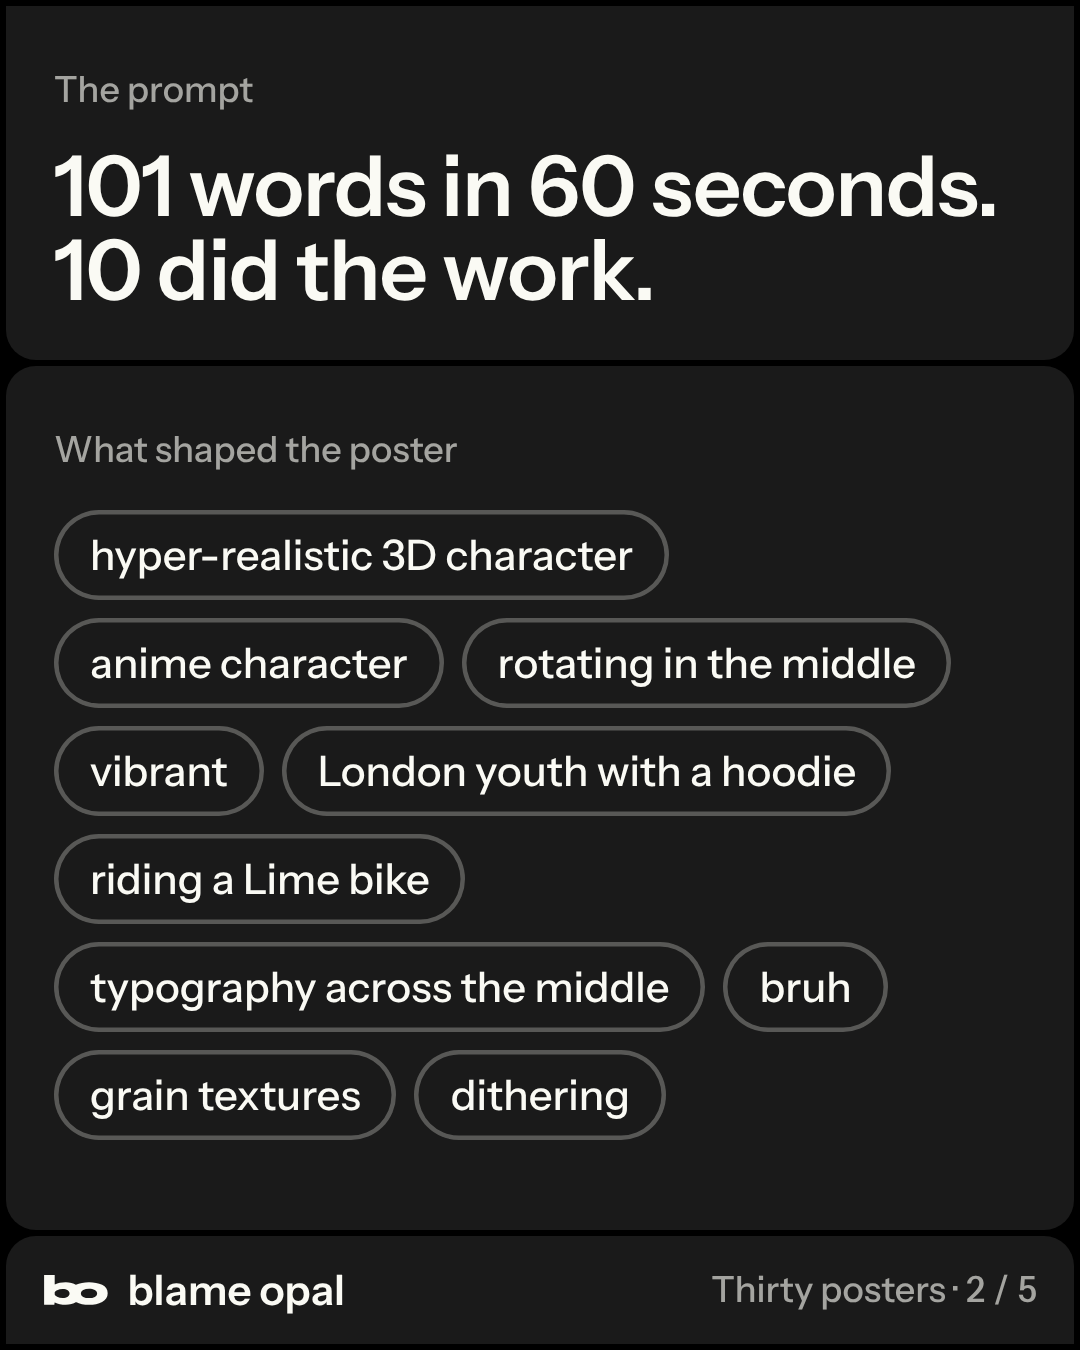 The prompt
101 words in 60 seconds.
10 did the work.
What shaped the poster
hyper-realistic 3D character
anime character
rotating in the middle
vibrant
London youth with a hoodie
riding a Lime bike
typography across the middle
bruh
grain textures
dithering
bo blame opal
Thirty posters · 2 / 5